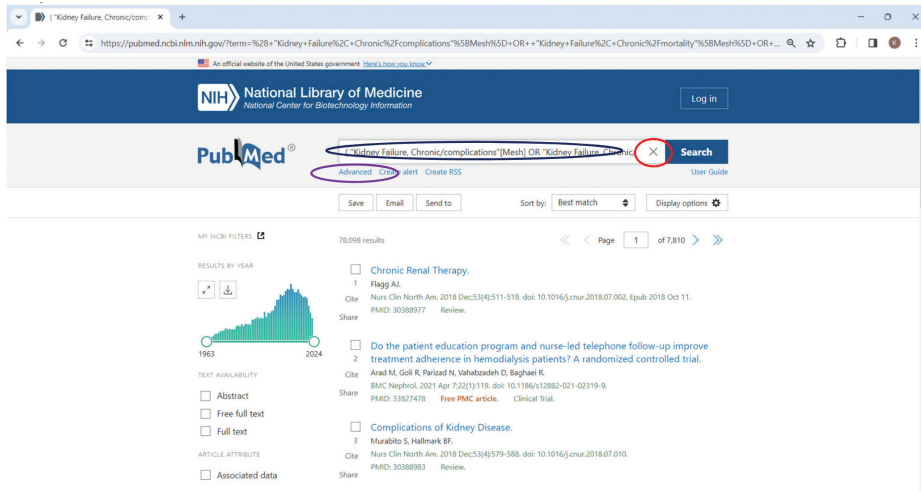 ( "Kidney Failure, Chronic/comp
https://pubmed.ncbi.nlm.nih.gov/?term=%28+"Kidney+Failure%2C+Chronic%2Fcomplications"%5BMesh%5D+OR++"Kidney+Failure%2C+Chronic%2Fmortality"%5BMesh%5D+OR+...
K
An official website of the United States government Here's how you know
NIH National Library of Medicine
National Center for Biotechnology Information
Log in
PubMed®
( "Kidney Failure, Chronic/complications"[Mesh] OR "Kidney Failure, Chronic, Search
Advanced Create alert Create RSS User Guide
Save Email Send to Sort by: Best match Display options
MY NCBI FILTERS
78,098 results
Page 1 of 7,810
RESULTS BY YEAR
1963 2024
TEXT AVAILABILITY
Abstract
Free full text
Full text
ARTICLE ATTRIBUTE
Associated data
Chronic Renal Therapy.
1 Flagg AJ.
Cite Nurs Clin North Am. 2018 Dec;53(4):511-519. doi: 10.1016/j.cnur.2018.07.002. Epub 2018 Oct 11.
Share PMID: 30388977 Review.
Do the patient education program and nurse-led telephone follow-up improve
2 treatment adherence in hemodialysis patients? A randomized controlled trial.
Cite Arad M, Goli R, Parizad N, Vahabzadeh D, Baghaei R.
BMC Nephrol. 2021 Apr 7;22(1):119. doi: 10.1186/s12882-021-02319-9.
Share PMID: 33827478 Free PMC article. Clinical Trial.
Complications of Kidney Disease.
3 Murabito S, Hallmark BF.
Cite Nurs Clin North Am. 2018 Dec;53(4):579-588. doi: 10.1016/j.cnur.2018.07.010.
Share PMID: 30388983 Review.